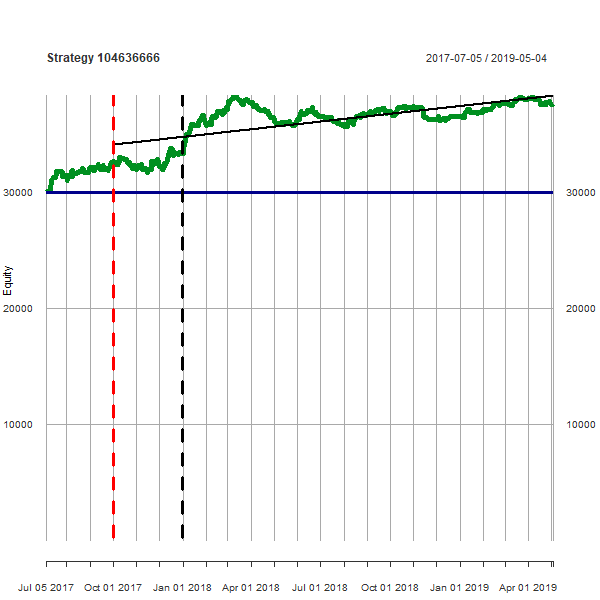 Strategy 104636666
2017-07-05 / 2019-05-04
30000
30000
20000
20000
10000
10000
Equity
Jul 05 2017
Oct 01 2017
Jan 01 2018
Apr 01 2018
Jul 01 2018
Oct 01 2018
Jan 01 2019
Apr 01 2019